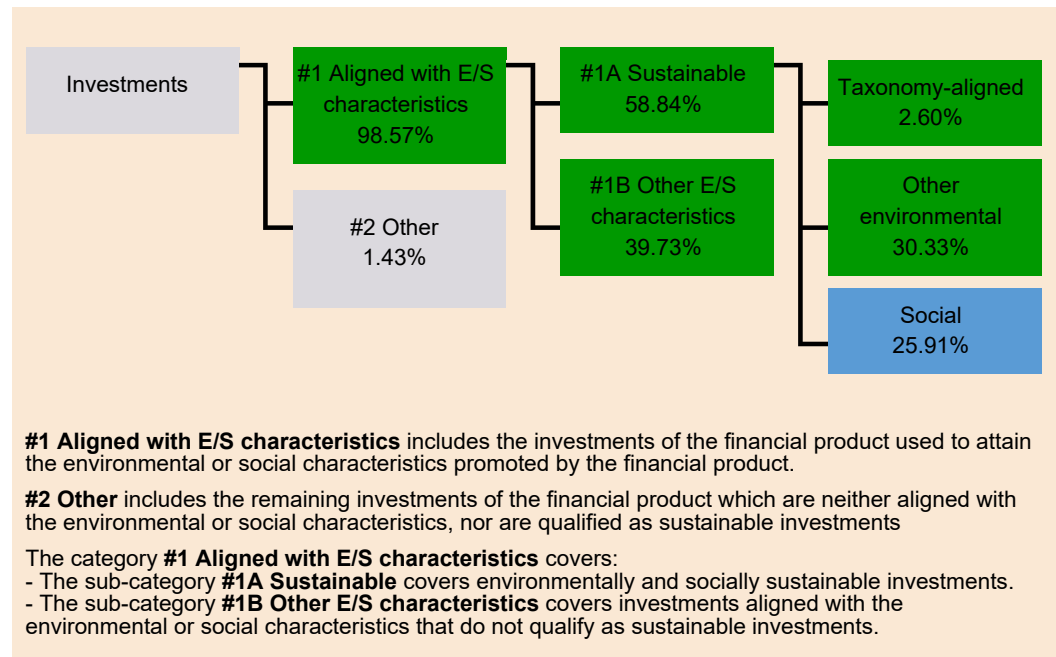 Investments
#1 Aligned with E/S
characteristics
98.57%
#2 Other
1.43%
#1A Sustainable
58.84%
#1B Other E/S
characteristics
39.73%
Taxonomy-aligned
2.60%
Other
environmental
30.33%
Social
25.91%
#1 Aligned with E/S characteristics includes the investments of the financial product used to attain
the environmental or social characteristics promoted by the financial product.
#2 Other includes the remaining investments of the financial product which are neither aligned with
the environmental or social characteristics, nor are qualified as sustainable investments
The category #1 Aligned with E/S characteristics covers:
- The sub-category #1A Sustainable covers environmentally and socially sustainable investments.
- The sub-category #1B Other E/S characteristics covers investments aligned with the
environmental or social characteristics that do not qualify as sustainable investments.